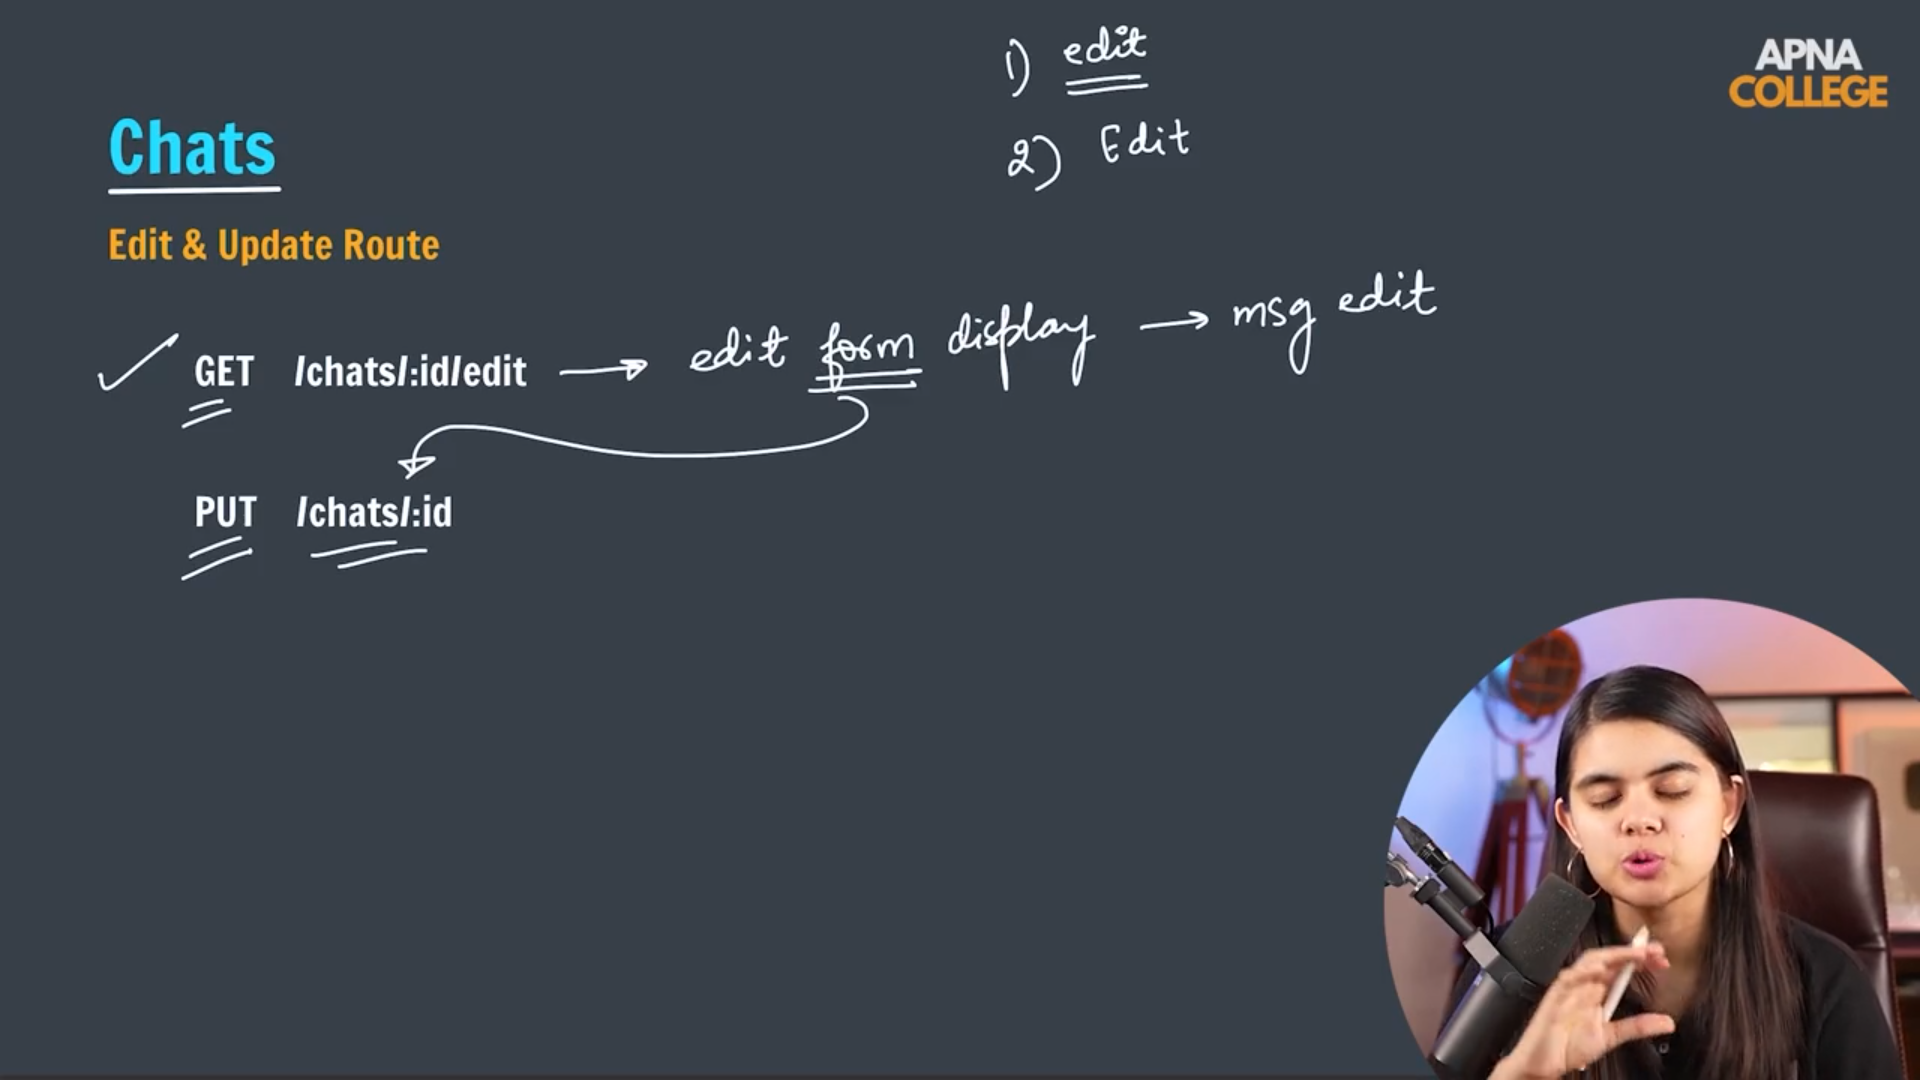 1) edit
2) Edit
APNA
COLLEGE
Chats
Edit & Update Route
GET /chats/:id/edit → edit form display → msg edit
PUT /chats/:id